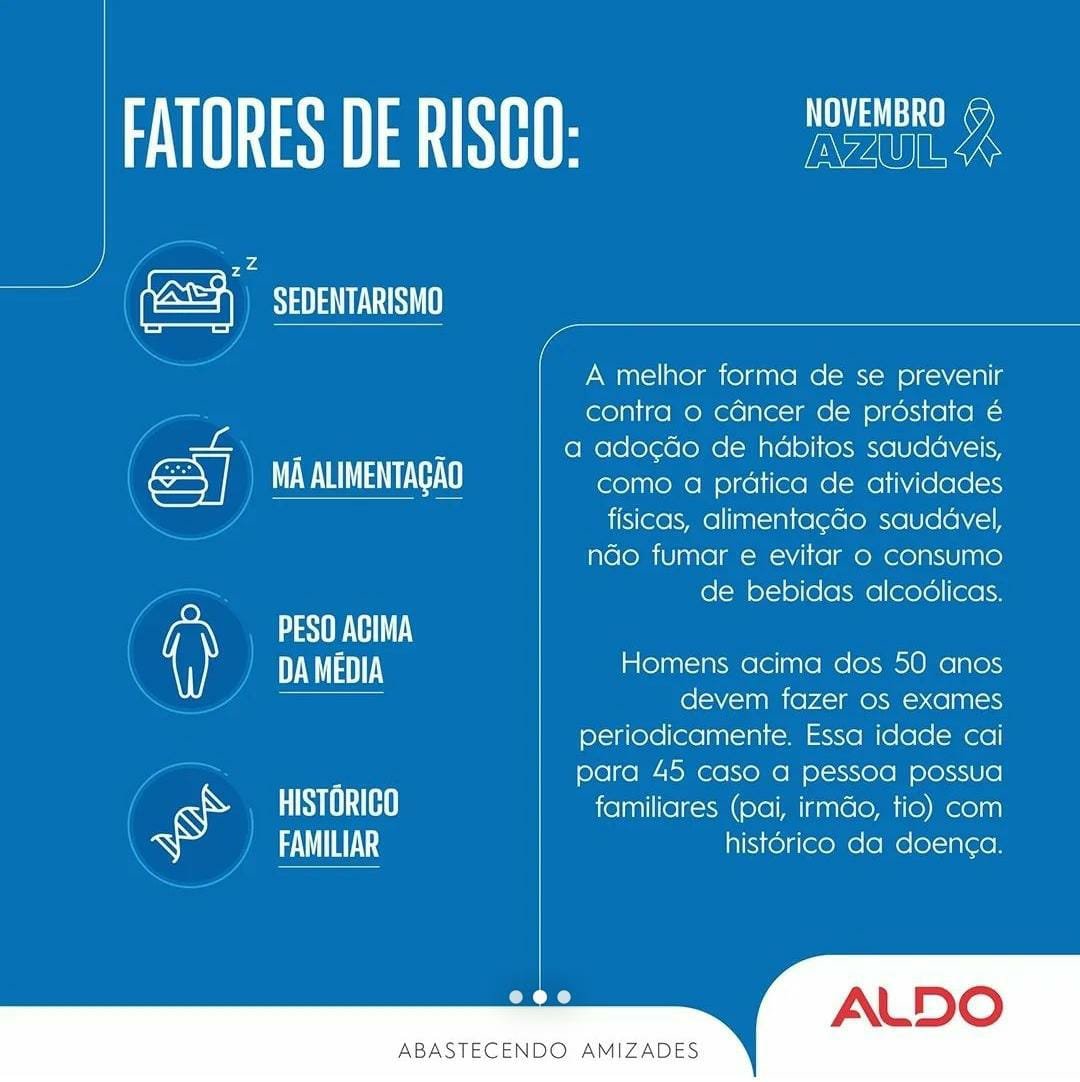 FATORES DE RISCO:
NOVEMBRO
AZUL
z Z
SEDENTARISMO
MÁ ALIMENTAÇÃO
PESO ACIMA
DA MÉDIA
HISTÓRICO
FAMILIAR
A melhor forma de se prevenir
contra o câncer de próstata é
a adoção de hábitos saudáveis,
como a prática de atividades
físicas, alimentação saudável,
não fumar e evitar o consumo
de bebidas alcoólicas.
Homens acima dos 50 anos
devem fazer os exames
periodicamente. Essa idade cai
para 45 caso a pessoa possua
familiares (pai, irmão, tio) com
histórico da doença.
ALDO
ABASTECENDO AMIZADES